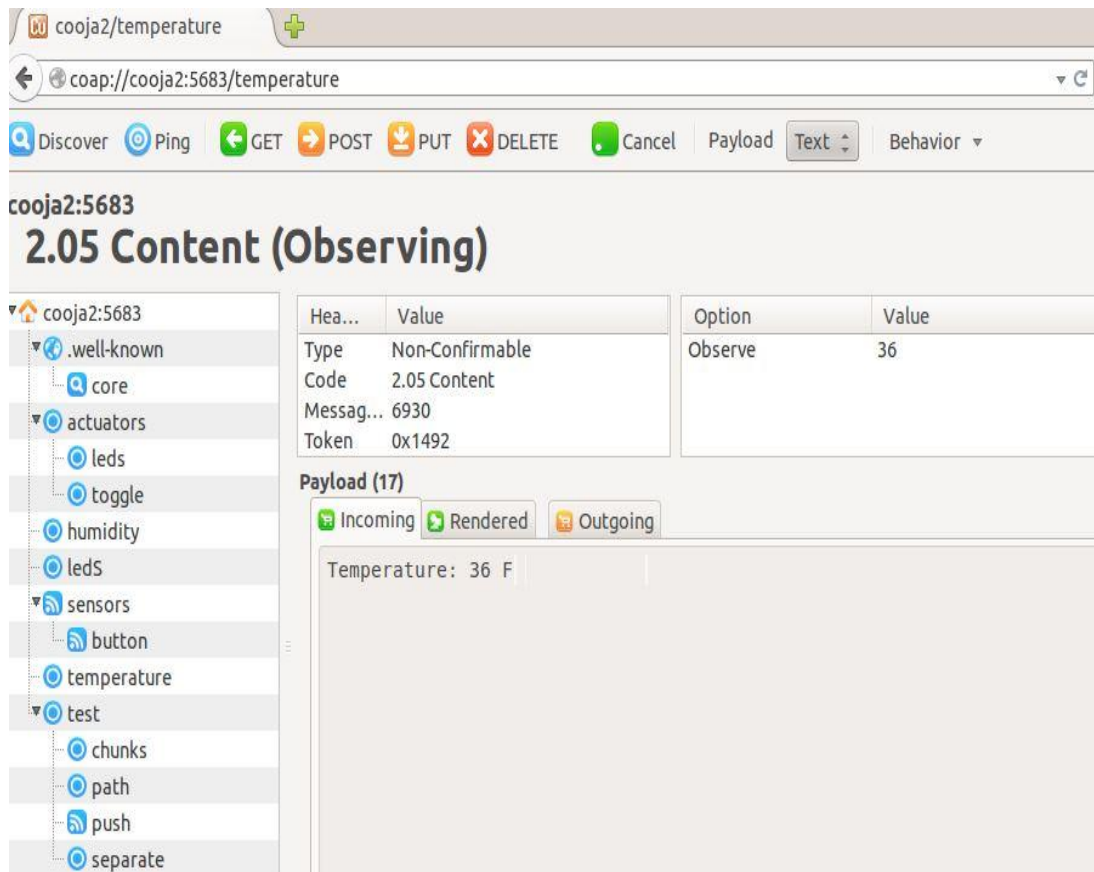 cooja2/temperature
coap://cooja2:5683/temperature
Discover Ping GET POST PUT DELETE Cancel Payload Text Behavior
cooja2:5683
2.05 Content (Observing)
cooja2:5683
.well-known
core
actuators
leds
toggle
humidity
ledS
sensors
button
temperature
test
chunks
path
push
separate
Hea... Value
Type Non-Confirmable
Code 2.05 Content
Messag... 6930
Token 0x1492
Option Value
Observe 36
Payload (17)
Incoming Rendered Outgoing
Temperature: 36 F